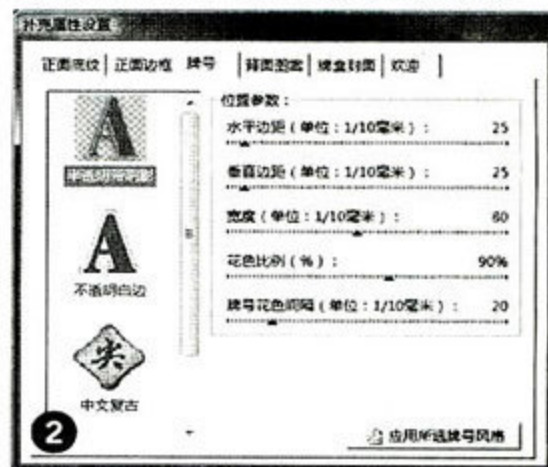 扑克属性设置
正面底纹 正面边框 牌号 背面图案 牌盒封面 欢迎
A
位置参数：
水平边距（单位：1/10毫米）： 25
垂直边距（单位：1/10毫米）： 25
A
宽度（单位：1/10毫米）： 60
花色比例（%）： 90%
不透明白边
牌号花色间隔（单位：1/10毫米）： 20
尖
中文复古
2
应用所选牌号风格